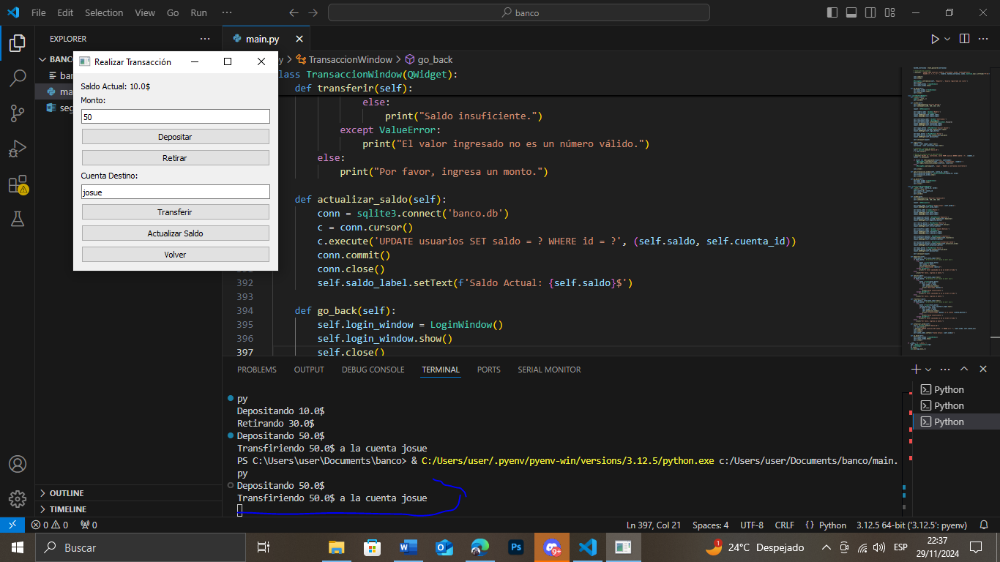 File Edit Selection View Go Run ··· banco
EXPLORER ···
main.py
BANCO
TransaccionWindow > go_back
Realizar Transacción
Saldo Actual: 10.0$
Monto:
50
Depositar
Retirar
Cuenta Destino:
josue
Transferir
Actualizar Saldo
Volver
class TransaccionWindow(QWidget):
def transferir(self):
else:
print("Saldo insuficiente.")
except ValueError:
print("El valor ingresado no es un número válido.")
else:
print("Por favor, ingresa un monto.")
def actualizar_saldo(self):
conn = sqlite3.connect('banco.db')
c = conn.cursor()
c.execute('UPDATE usuarios SET saldo = ? WHERE id = ?', (self.saldo, self.cuenta_id))
conn.commit()
conn.close()
392 self.saldo_label.setText(f'Saldo Actual: {self.saldo}$')
393
394 def go_back(self):
395 self.login_window = LoginWindow()
396 self.login_window.show()
397 self.close()
PROBLEMS OUTPUT DEBUG CONSOLE TERMINAL PORTS SERIAL MONITOR
py
Depositando 10.0$
Retirando 30.0$
Depositando 50.0$
Transfiriendo 50.0$ a la cuenta josue
PS C:\Users\user\Documents\banco> & C:/Users/user/.pyenv/pyenv-win/versions/3.12.5/python.exe c:/Users/user/Documents/banco/main.
py
Depositando 50.0$
Transfiriendo 50.0$ a la cuenta josue
Python
Python
Python
OUTLINE
TIMELINE
0 0 0 Ln 397, Col 21 Spaces: 4 UTF-8 CRLF {} Python 3.12.5 64-bit ('3.12.5': pyenv)
Buscar Ps 9+ 1 24°C Despejado ESP 22:37
29/11/2024